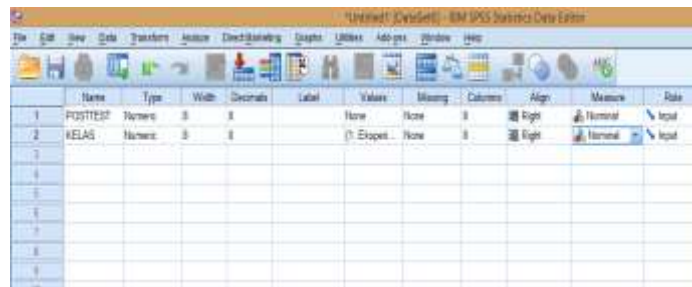 *Untitled1 [DataSet0] - IBM SPSS Statistics Data Editor
File Edit View Data Transform Analyze Direct Marketing Graphs Utilities Add-ons Window Help
Name Type Width Decimals Label Values Missing Columns Align Measure Role
1 POSTTEST Numeric 8 None None 8 Right Nominal Input
2 KELAS Numeric 8 {1, Eksperi... None 8 Right Nominal Input
3
4
5
6
7
8
9